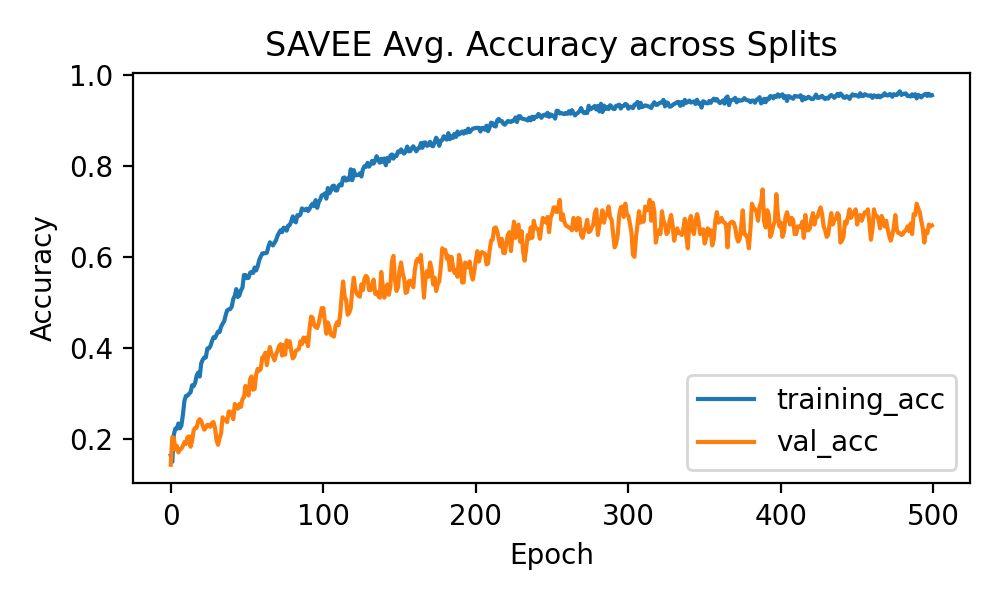 SAVEE Avg. Accuracy across Splits
1.0
0.8
0.6
0.4
0.2
Accuracy
training_acc
val_acc
0 100 200 300 400 500
Epoch